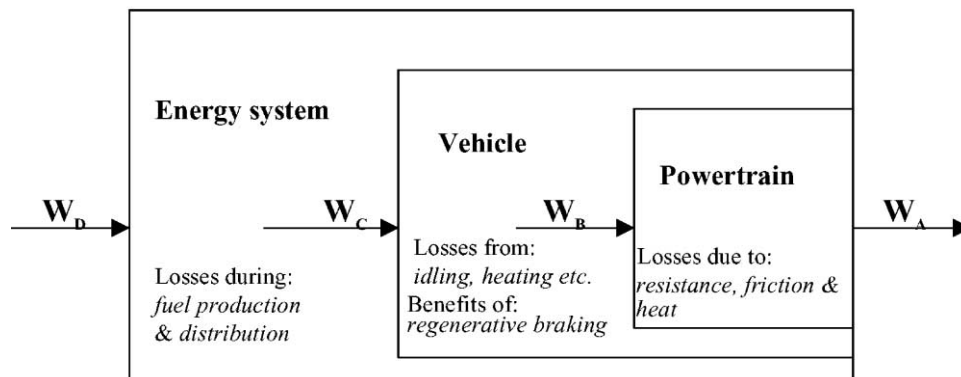 Energy system
Vehicle
Powertrain
W_D
W_C
W_B
W_A
Losses during:
fuel production
& distribution
Losses from:
idling, heating etc.
Benefits of:
regenerative braking
Losses due to:
resistance, friction &
heat